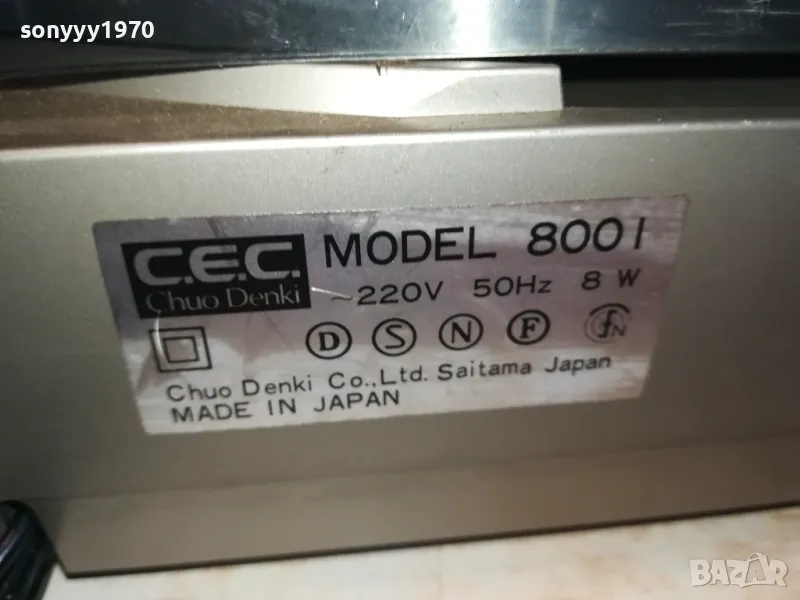 sonyyy1970
C.E.C. MODEL 8001
Chuo Denki ~220V 50Hz 8 W
D S N F
Chuo Denki Co.,Ltd. Saitama Japan
MADE IN JAPAN
BAZAR